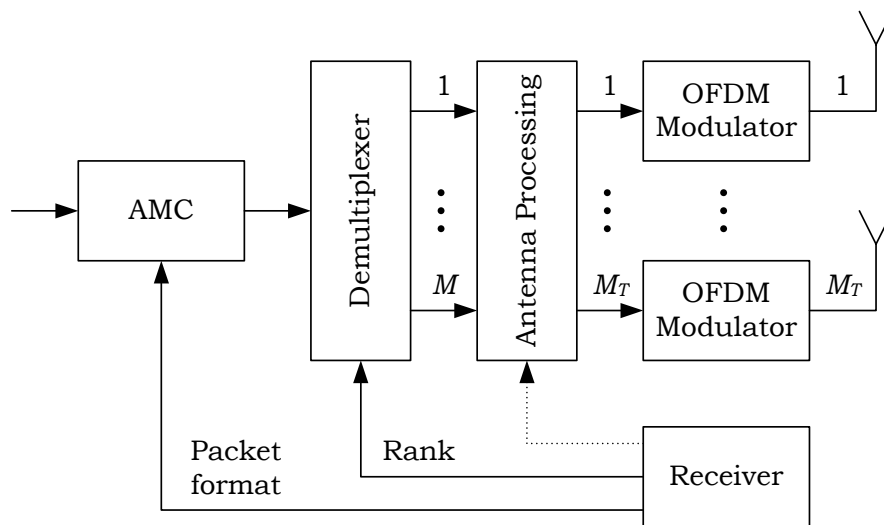 1
1
OFDM
Modulator
1
AMC
Demultiplexer
Antenna Processing
M
M_T
OFDM
Modulator
M_T
Packet
format
Rank
Receiver